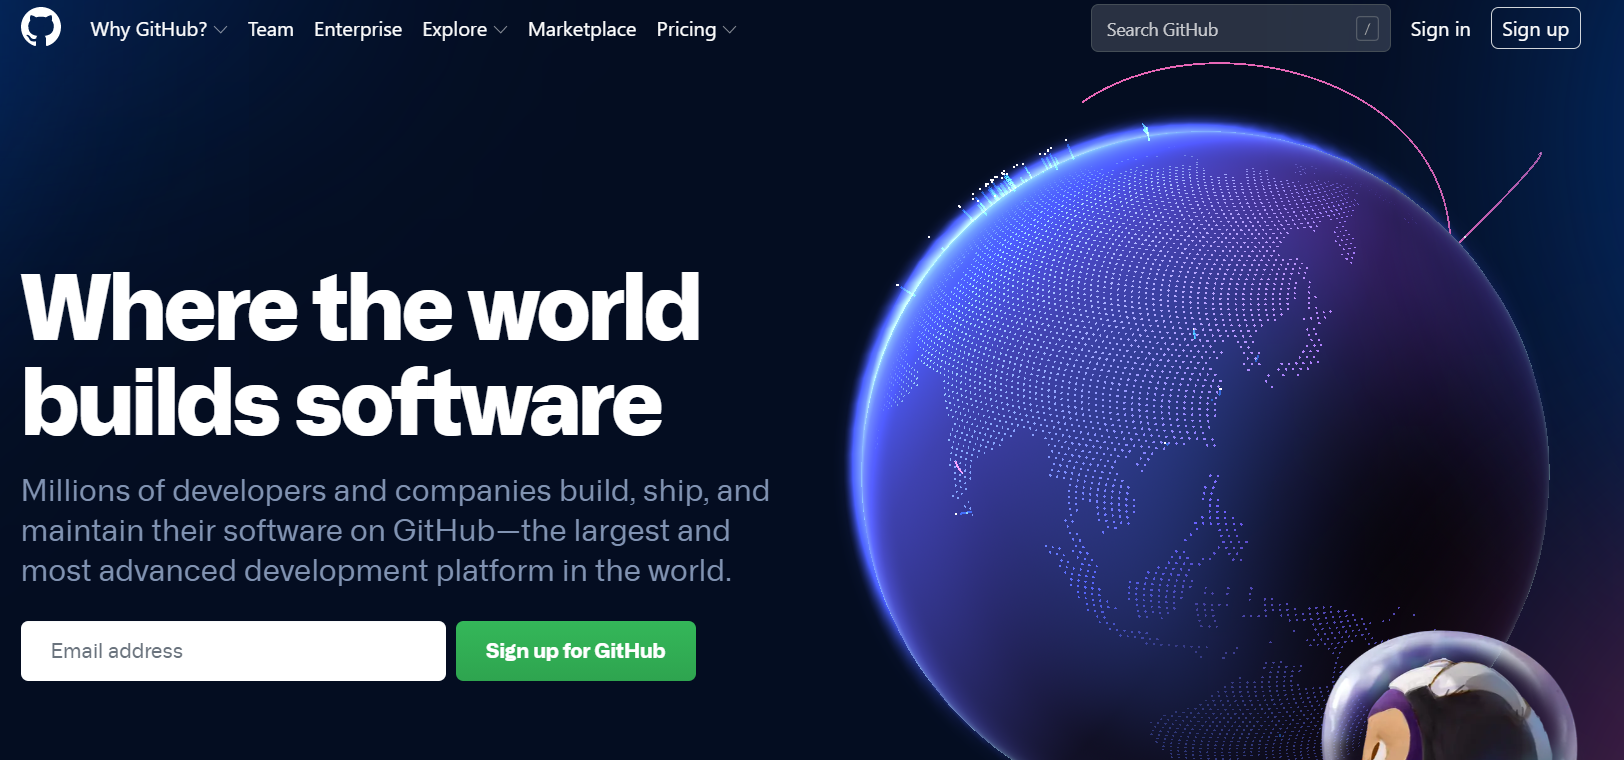 Why GitHub? Team Enterprise Explore Marketplace Pricing Search GitHub / Sign in Sign up
Where the world
builds software
Millions of developers and companies build, ship, and
maintain their software on GitHub—the largest and
most advanced development platform in the world.
Email address Sign up for GitHub